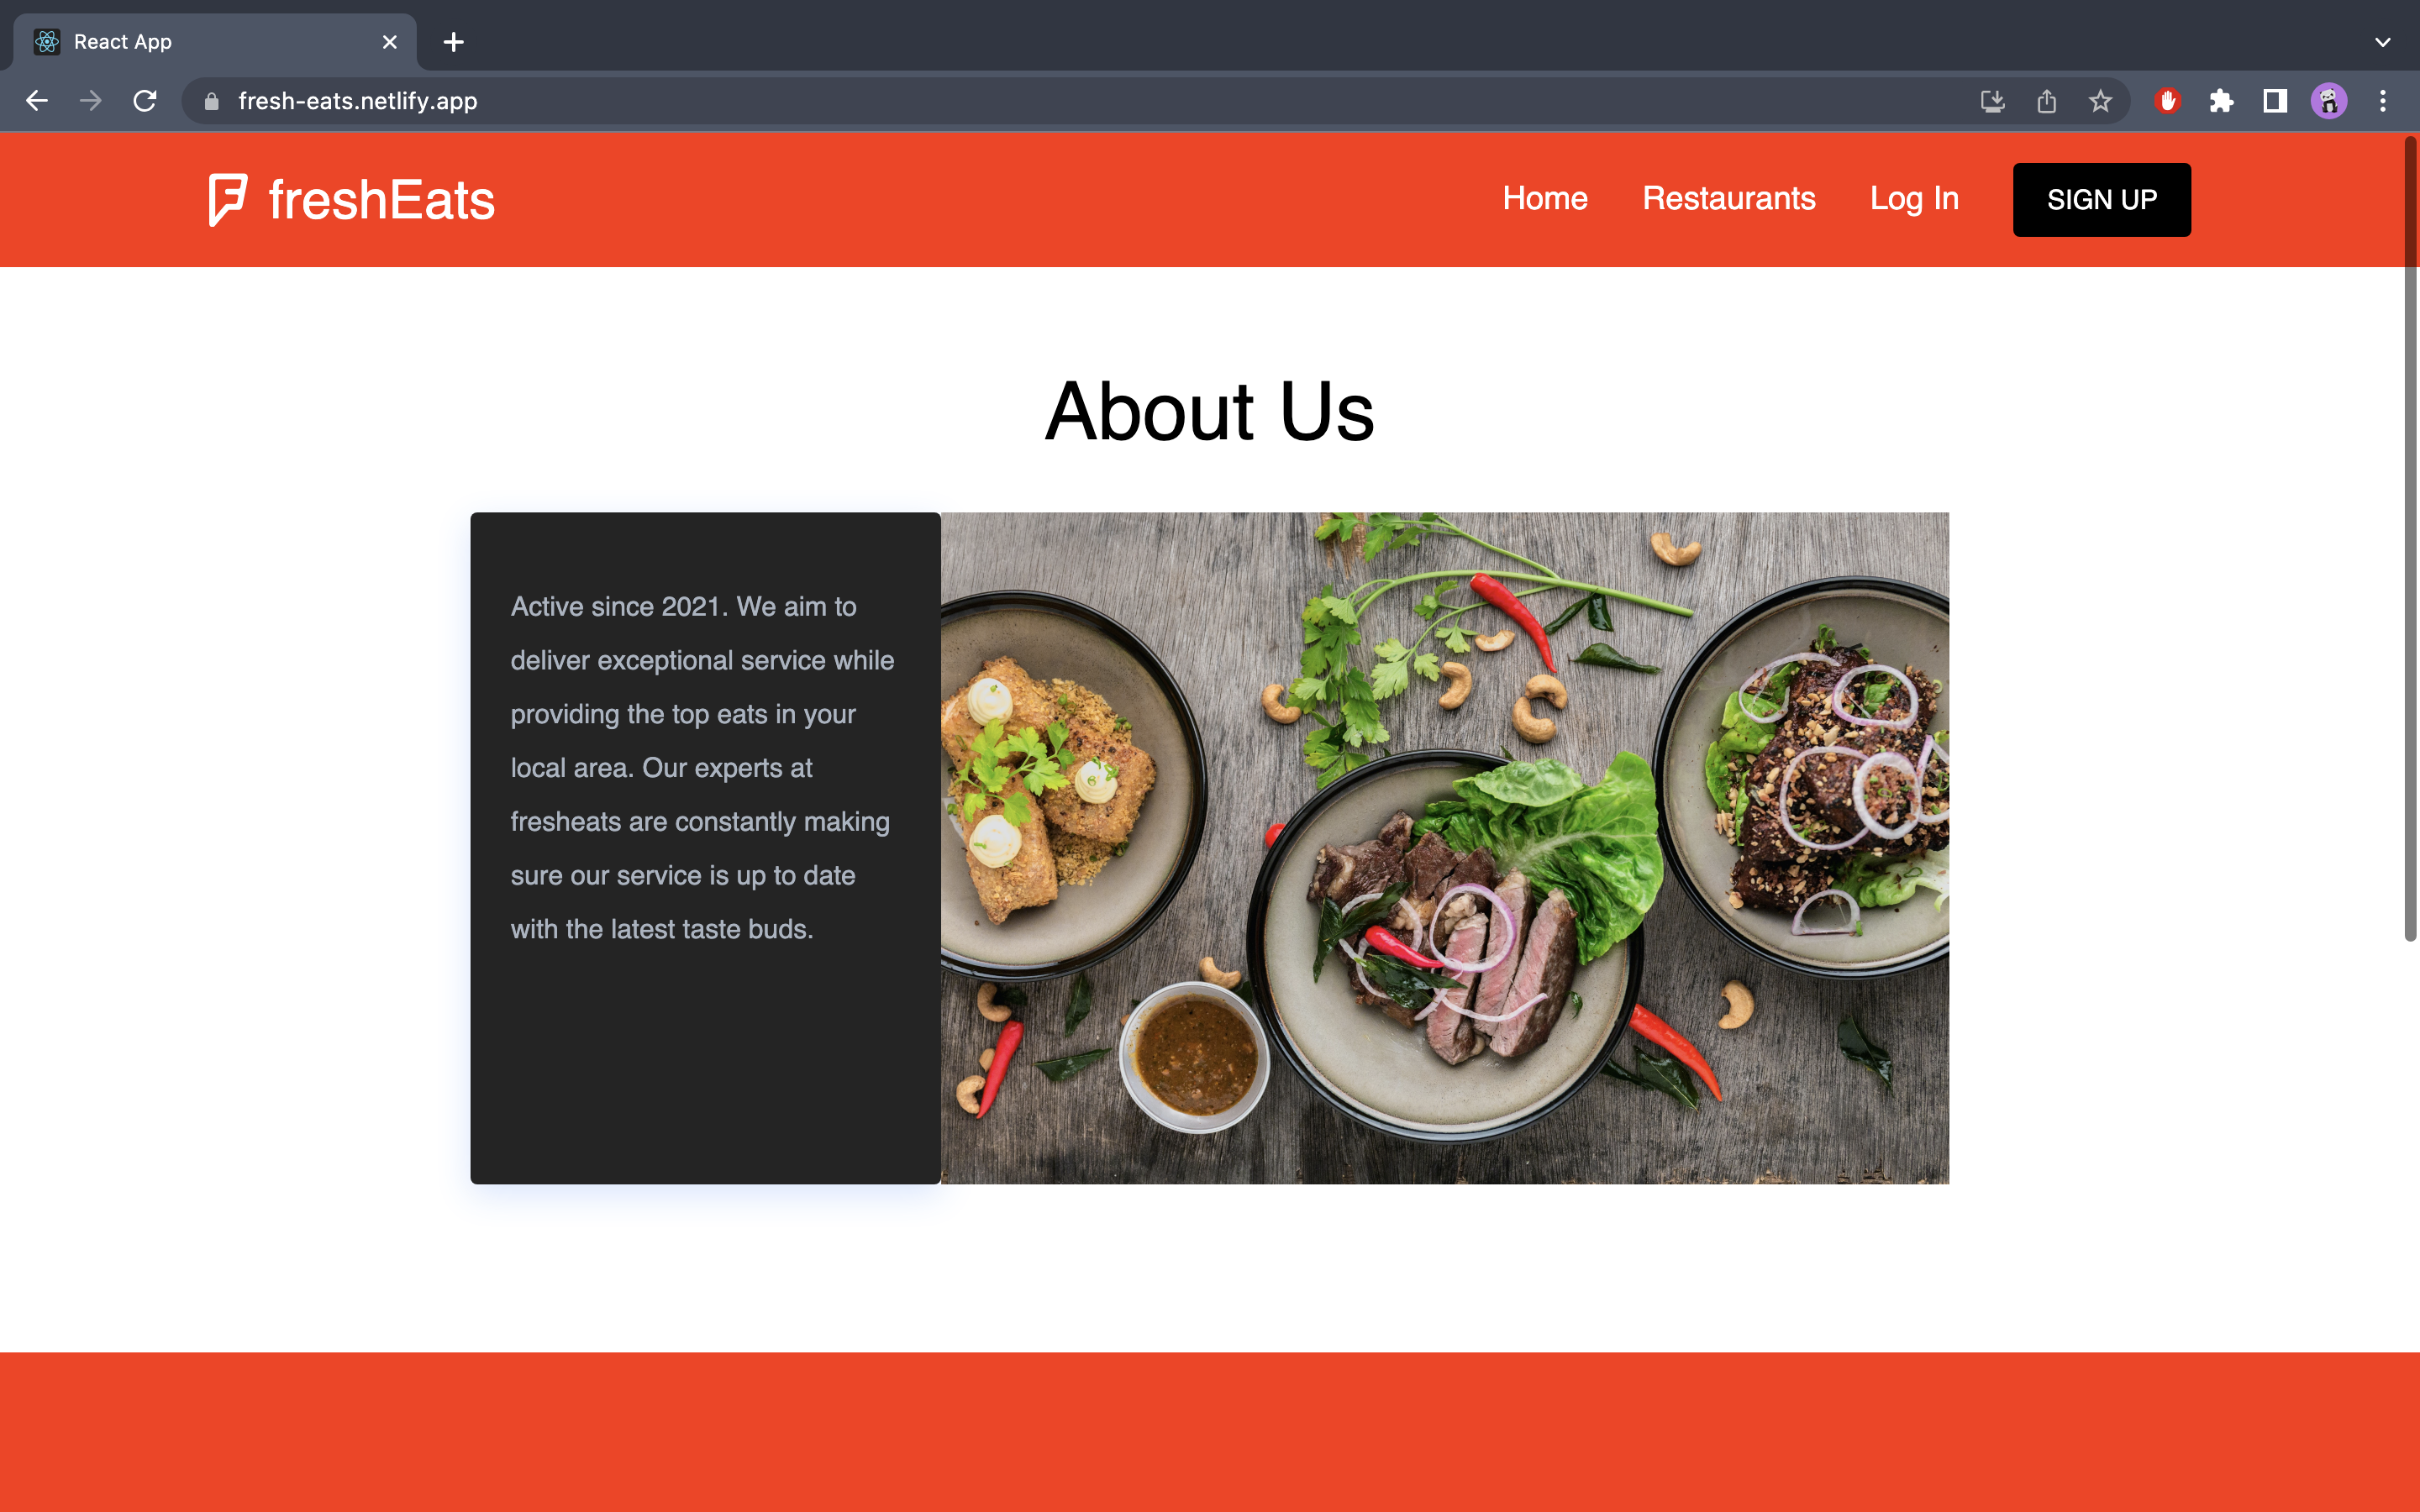 React App
fresh-eats.netlify.app
freshEats
Home
Restaurants
Log In
SIGN UP
About Us
Active since 2021. We aim to
deliver exceptional service while
providing the top eats in your
local area. Our experts at
fresheats are constantly making
sure our service is up to date
with the latest taste buds.